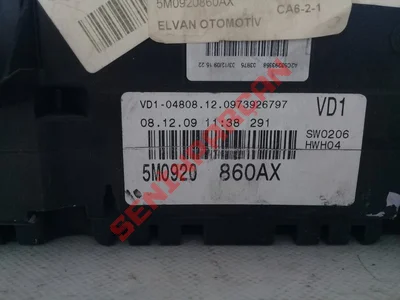 5M0920860AX
CA6-2-1
ELVAN OTOMOTİV
VD1-04808.12.0973926797
VD1
08.12.09 11:38 291
SW0206
HWH04
5M0920 860AX
SENINPARCAN